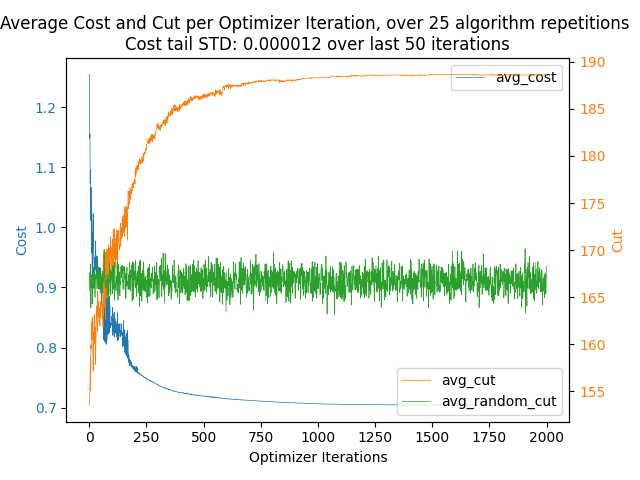 Average Cost and Cut per Optimizer Iteration, over 25 algorithm repetitions
Cost tail STD: 0.000012 over last 50 iterations
avg_cost
1.2
1.1
1.0
0.9
0.8
0.7
Cost
190
185
180
175
170
165
160
155
Cut
avg_cut
avg_random_cut
0 250 500 750 1000 1250 1500 1750 2000
Optimizer Iterations